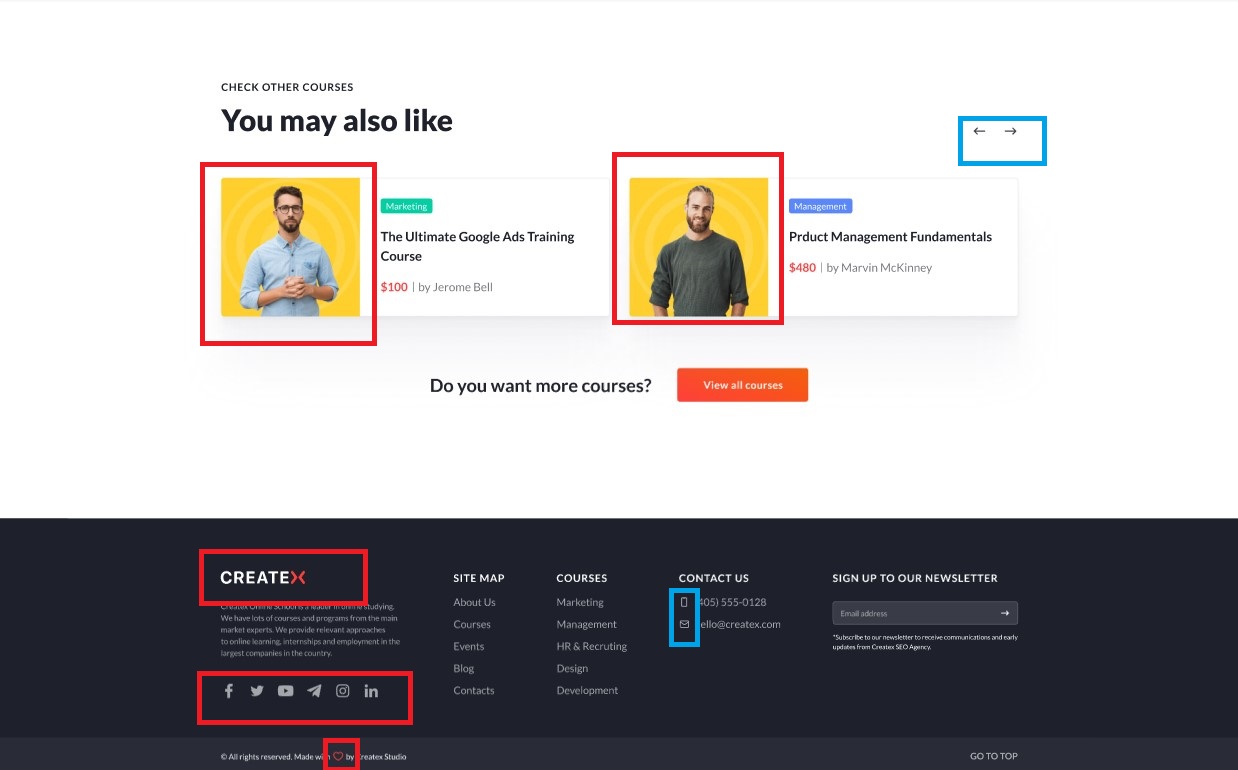 CHECK OTHER COURSES
You may also like
Marketing
The Ultimate Google Ads Training
Course
$100 | by Jerome Bell
Management
Prduct Management Fundamentals
$480 | by Marvin McKinney
Do you want more courses?
View all courses
CREATEX
Createx Online School is a leader in online studying.
We have lots of courses and programs from the main
market experts. We provide relevant approaches
to online learning, internships and employment in the
largest companies in the country.
SITE MAP
About Us
Courses
Events
Blog
Contacts
COURSES
Marketing
Management
HR & Recruting
Design
Development
CONTACT US
405) 555-0128
ello@createx.com
SIGN UP TO OUR NEWSLETTER
Email address
*Subscribe to our newsletter to receive communications and early
updates from Createx SEO Agency.
© All rights reserved. Made with by Createx Studio
GO TO TOP